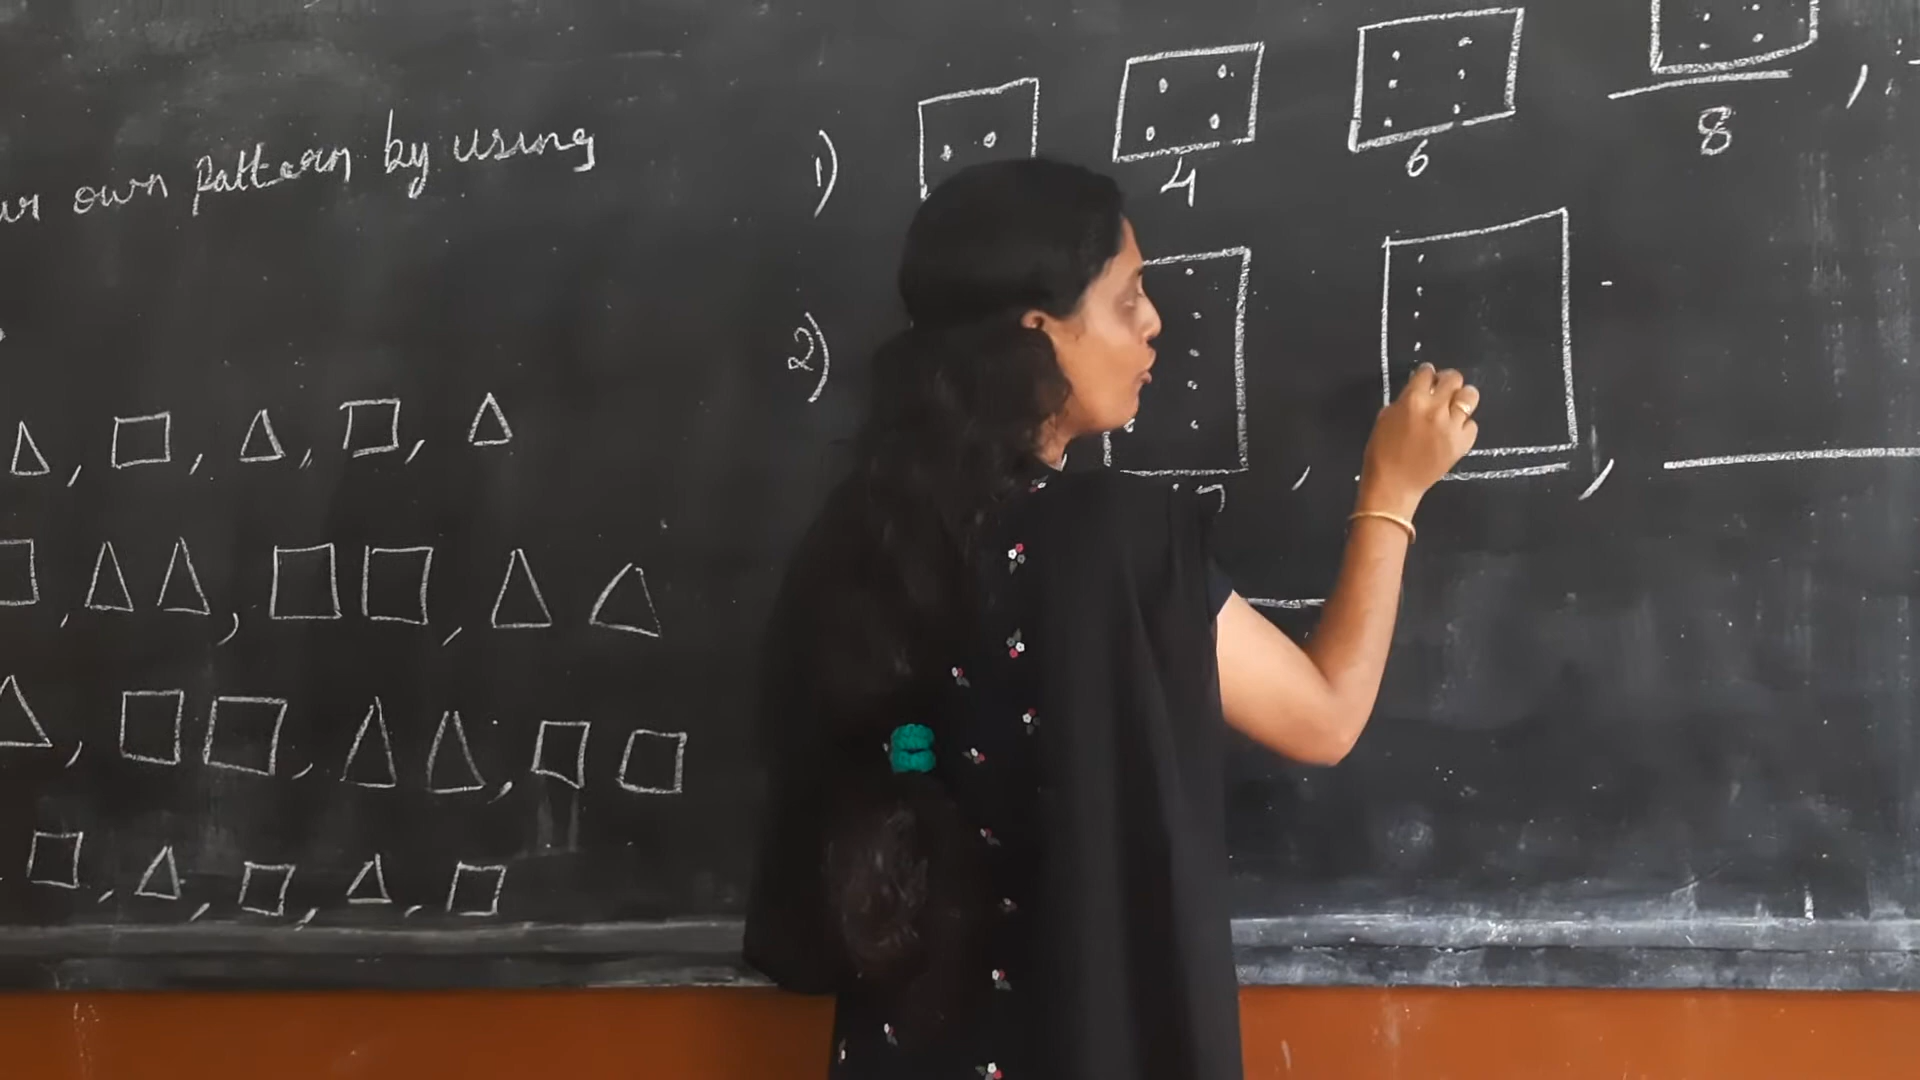 own pattern by using
1)
4 6 8 ,
2)
, ,